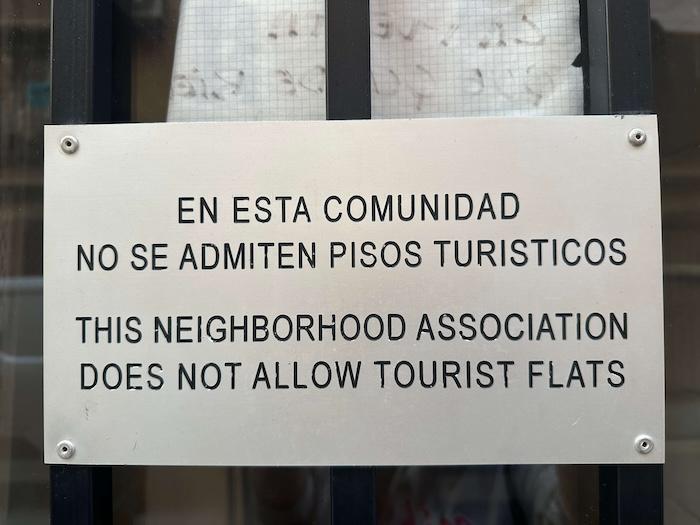 EN ESTA COMUNIDAD
NO SE ADMITEN PISOS TURISTICOS
THIS NEIGHBORHOOD ASSOCIATION
DOES NOT ALLOW TOURIST FLATS